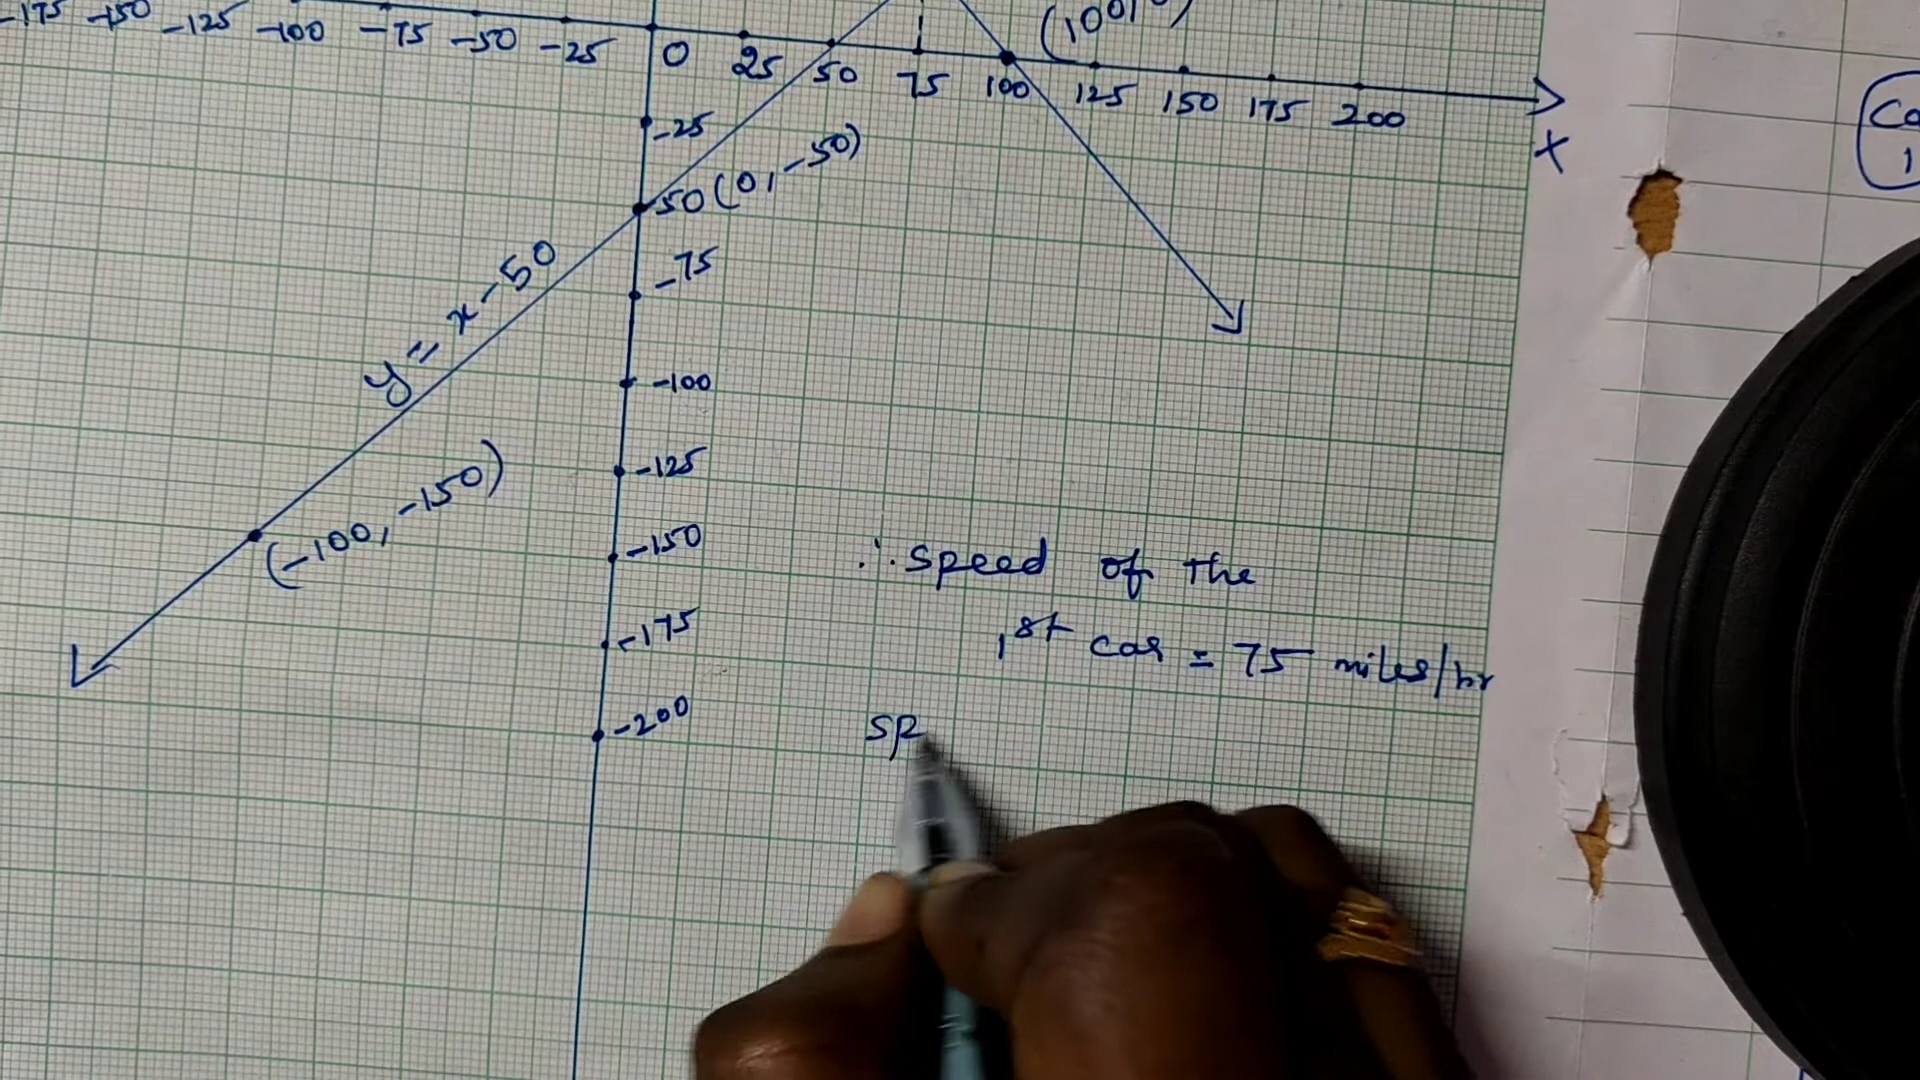 -175 -150 -125 -100 -75 -50 -25 0 25 50 75 100 125 150 175 200
X
-25
-50 (0, -50)
-75
y = x - 50
-100
-125
(-100, -150)
-150
-175
-200
∴ speed of the
1st car = 75 miles/hr
sp